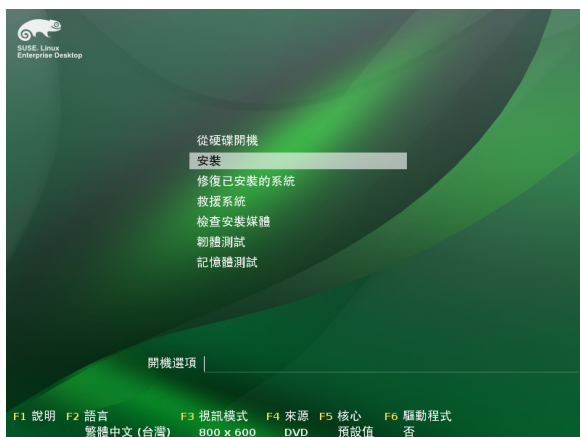 SUSE. Linux
Enterprise Desktop
從硬碟開機
安裝
修復已安裝的系統
救援系統
檢查安裝媒體
韌體測試
記憶體測試
開機選項
F1 說明 F2 語言 F3 視訊模式 F4 來源 F5 核心 F6 驅動程式
繁體中文 (台灣) 800 x 600 DVD 預設值 否